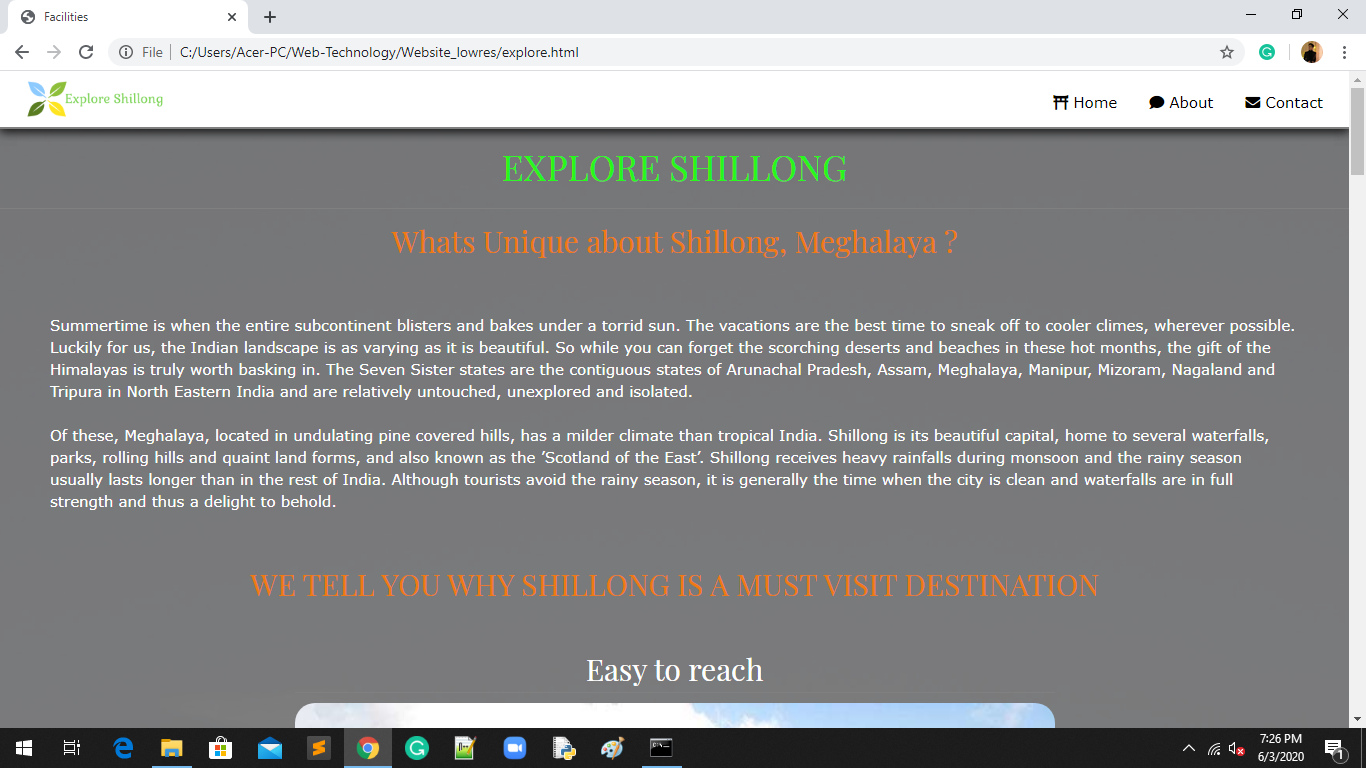 Facilities
File
C:/Users/Acer-PC/Web-Technology/Website_lowres/explore.html
Explore Shillong
Home
About
Contact
EXPLORE SHILLONG
Whats Unique about Shillong, Meghalaya ?
Summertime is when the entire subcontinent blisters and bakes under a torrid sun. The vacations are the best time to sneak off to cooler climes, wherever possible.
Luckily for us, the Indian landscape is as varying as it is beautiful. So while you can forget the scorching deserts and beaches in these hot months, the gift of the
Himalayas is truly worth basking in. The Seven Sister states are the contiguous states of Arunachal Pradesh, Assam, Meghalaya, Manipur, Mizoram, Nagaland and
Tripura in North Eastern India and are relatively untouched, unexplored and isolated.
Of these, Meghalaya, located in undulating pine covered hills, has a milder climate than tropical India. Shillong is its beautiful capital, home to several waterfalls,
parks, rolling hills and quaint land forms, and also known as the ’Scotland of the East’. Shillong receives heavy rainfalls during monsoon and the rainy season
usually lasts longer than in the rest of India. Although tourists avoid the rainy season, it is generally the time when the city is clean and waterfalls are in full
strength and thus a delight to behold.
WE TELL YOU WHY SHILLONG IS A MUST VISIT DESTINATION
Easy to reach
7:26 PM
6/3/2020
1